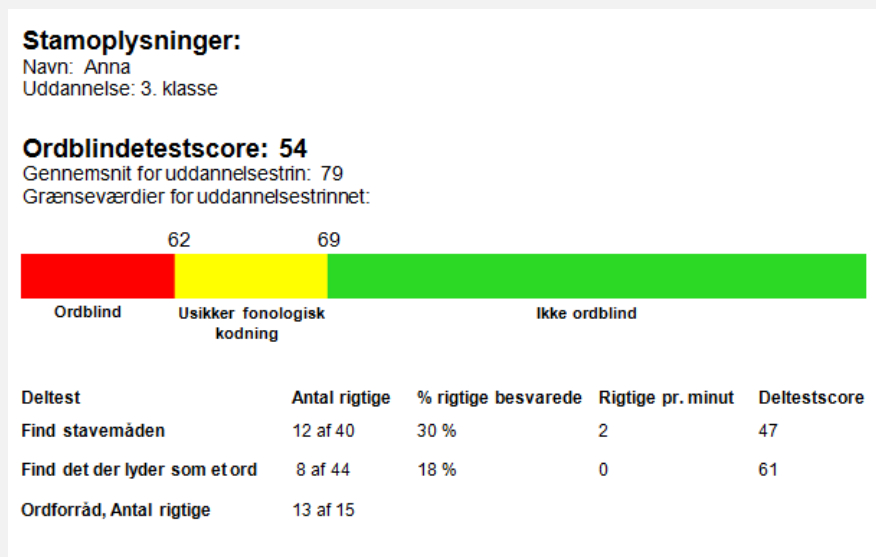 Stamoplysninger:
Navn: Anna
Uddannelse: 3. klasse
Ordblindetestscore: 54
Gennemsnit for uddannelsestrin: 79
Grænseværdier for uddannelsestrinnet:
62 69
Ordblind Usikker fonologisk kodning Ikke ordblind
Deltest Antal rigtige % rigtige besvarede Rigtige pr. minut Deltestscore
Find stavemåden 12 af 40 30 % 2 47
Find det der lyder som et ord 8 af 44 18 % 0 61
Ordforråd, Antal rigtige 13 af 15